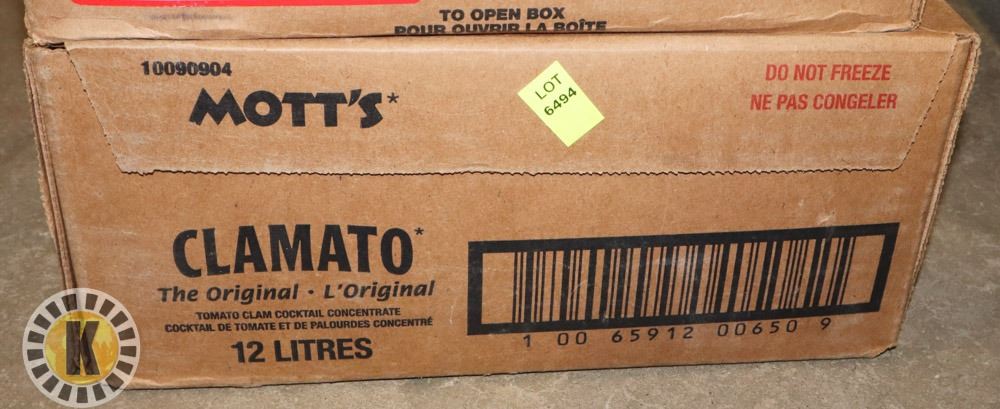 TO OPEN BOX
POUR OUVRIR LA BOÎTE
10090904
MOTT'S*
LOT
6494
DO NOT FREEZE
NE PAS CONGELER
CLAMATO*
The Original · L'Original
TOMATO CLAM COCKTAIL CONCENTRATE
COCKTAIL DE TOMATE ET DE PALOURDES CONCENTRÉ
12 LITRES
1 00 65912 00650 9
K